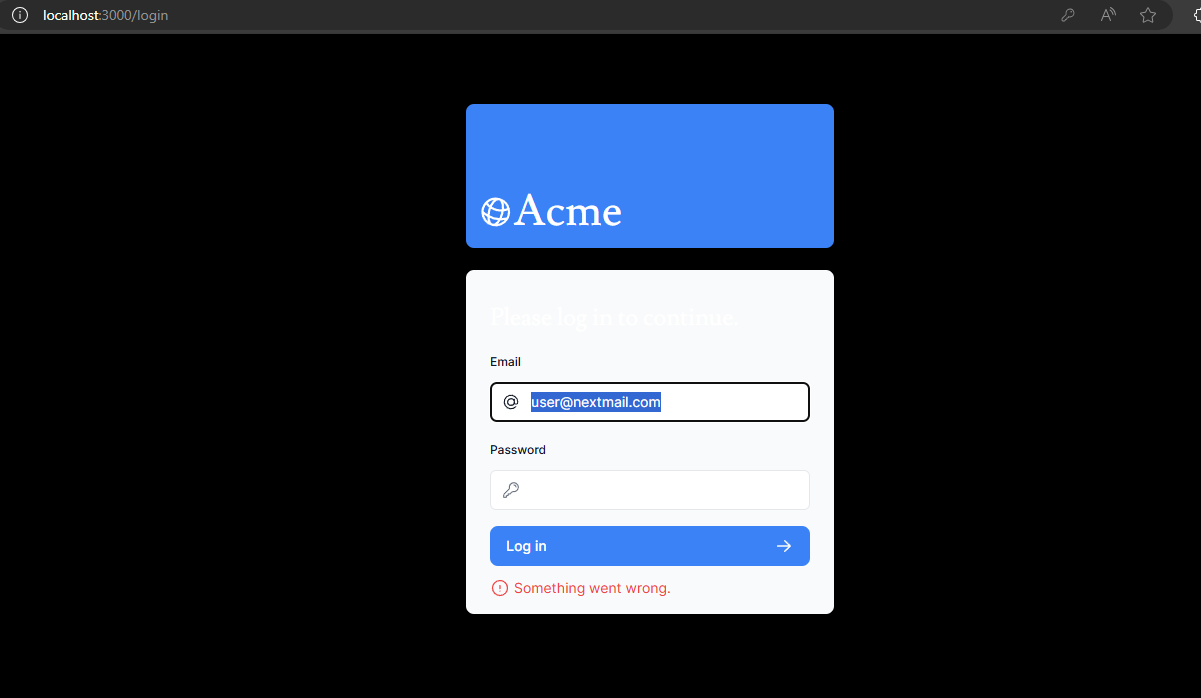 localhost:3000/login
Acme
Please log in to continue.
Email
user@nextmail.com
Password
Log in
Something went wrong.